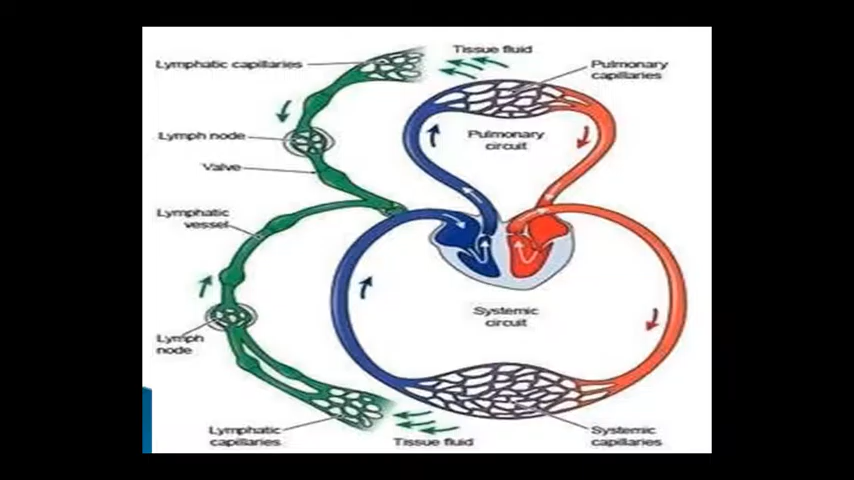 Tissue fluid
Lymphatic capillaries
Pulmonary
capillaries
Lymph node
Pulmonary
circuit
Valve
Lymphatic
vessel
Systemic
circuit
Lymph
node
Lymphatic
capillaries
Tissue fluid
Systemic
capillaries